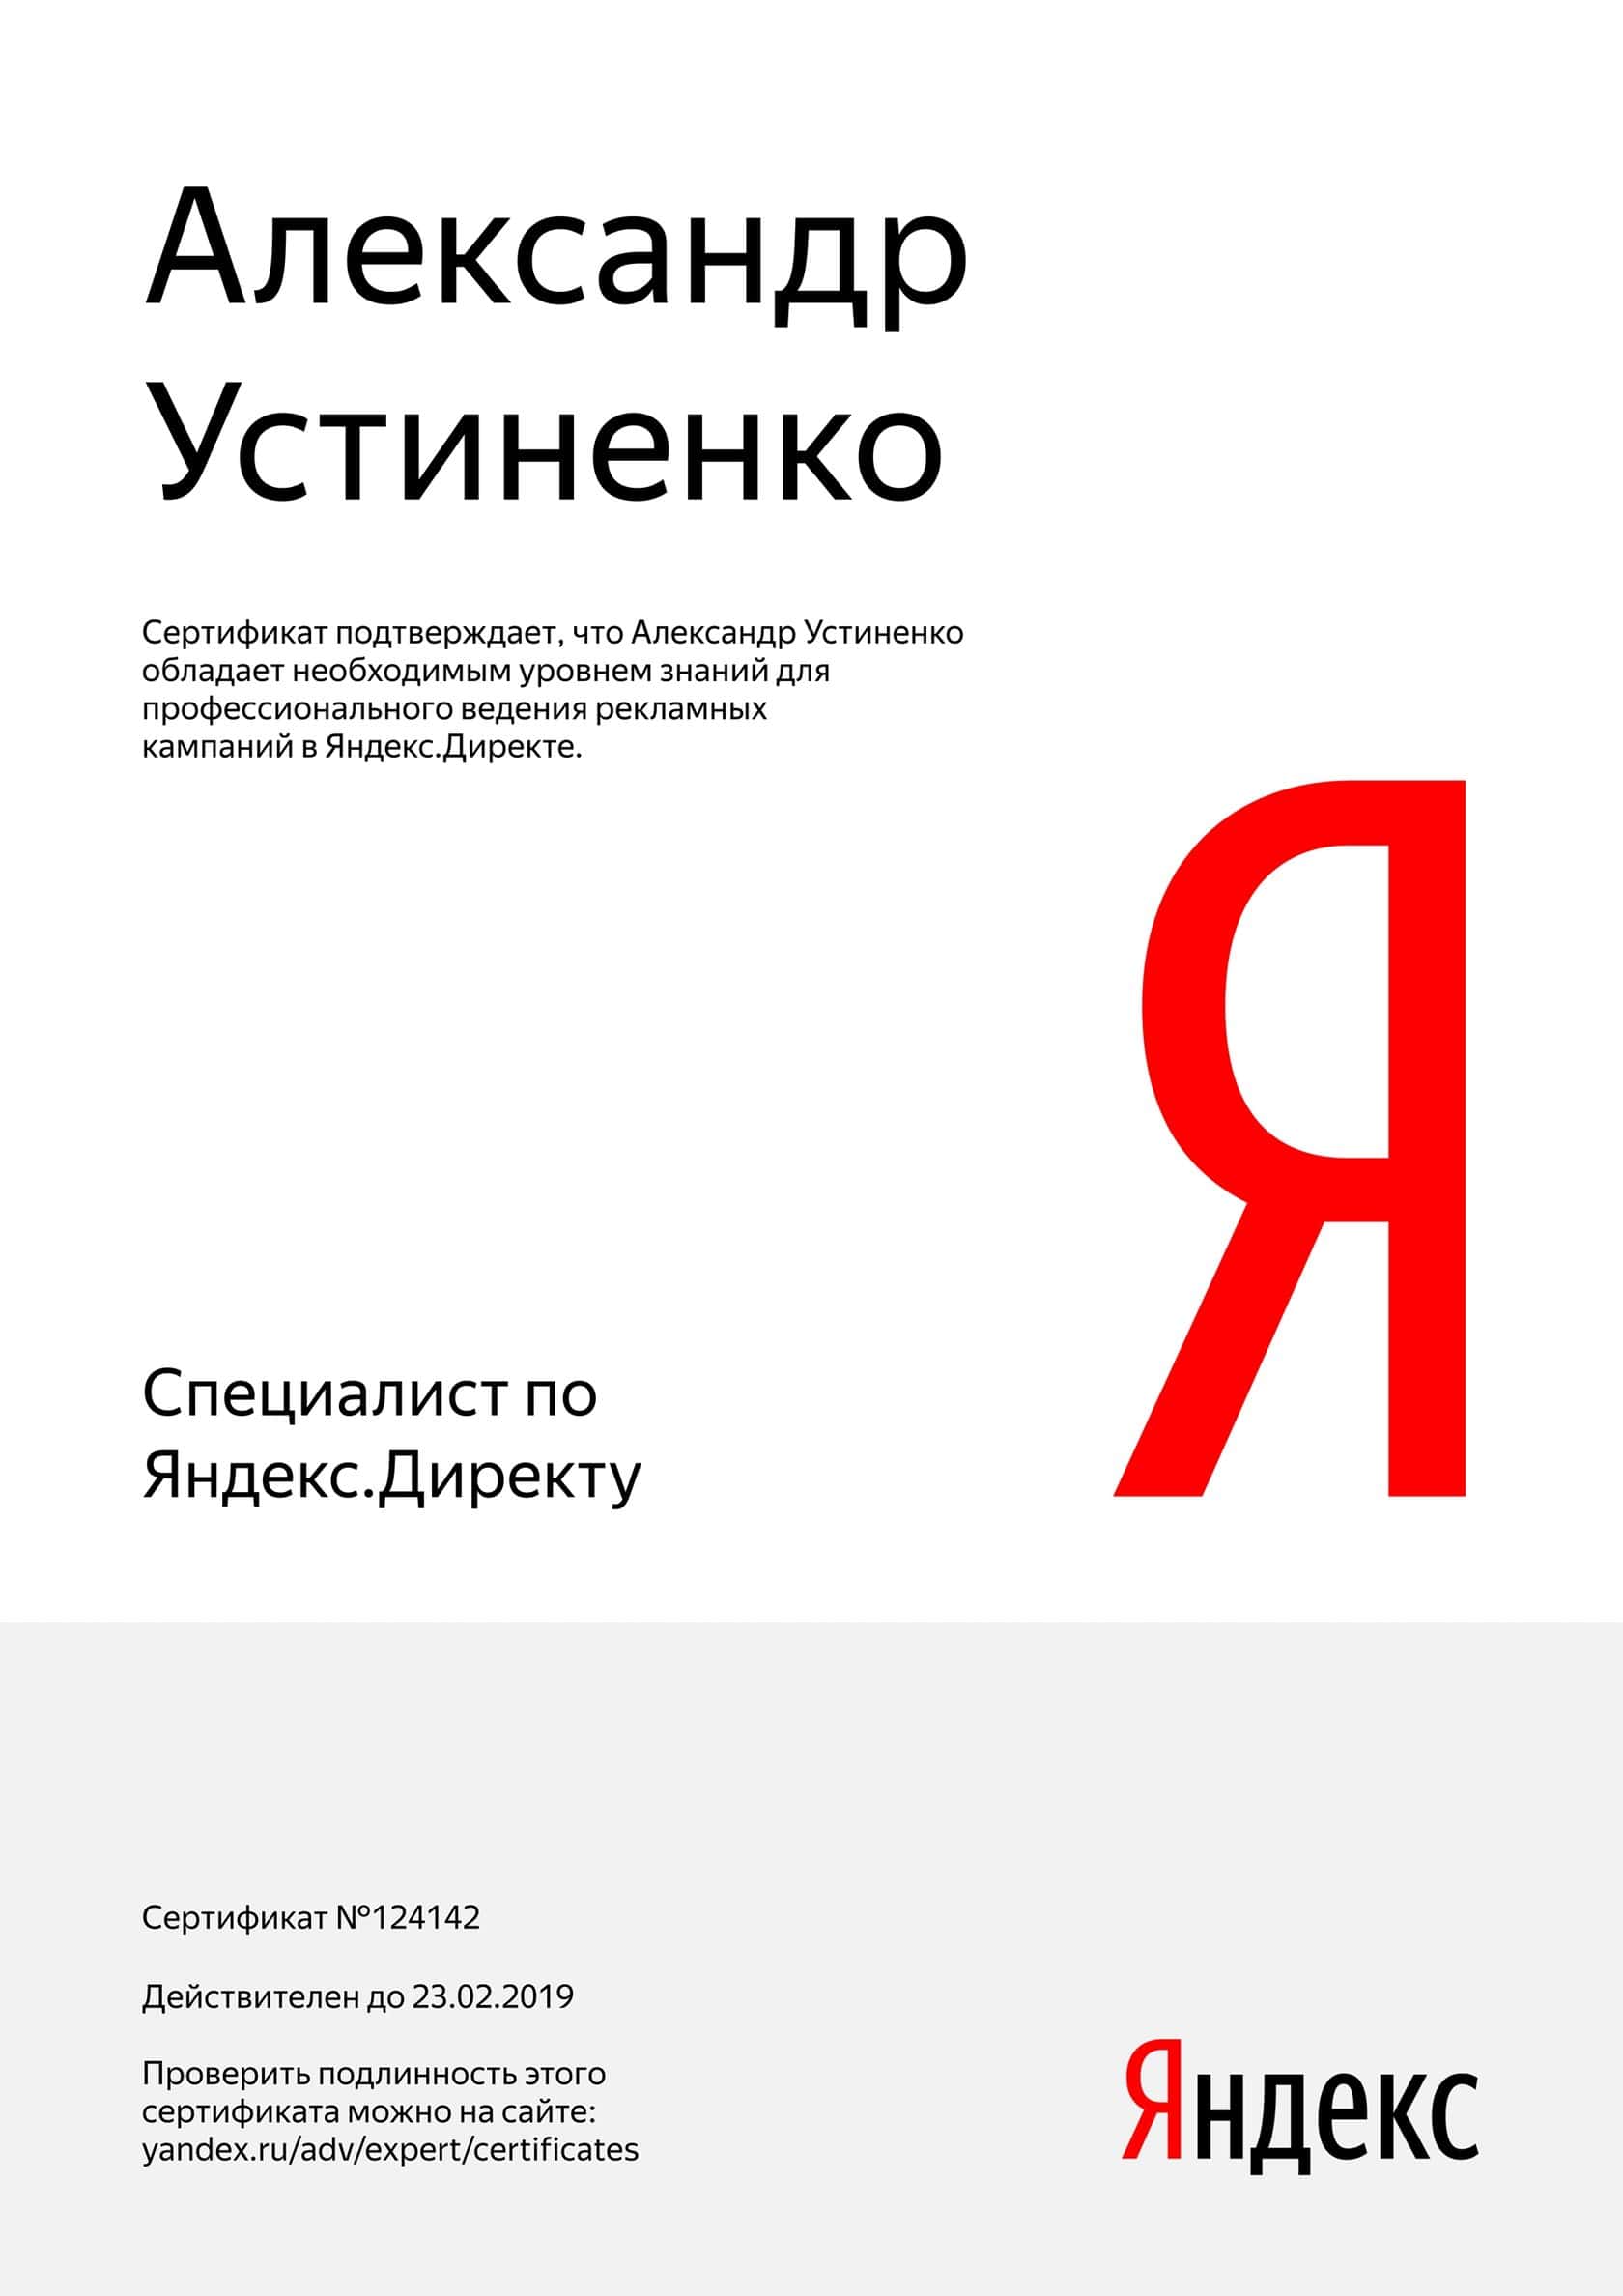 Александр
Устиненко
Сертификат подтверждает, что Александр Устиненко
обладает необходимым уровнем знаний для
профессионального ведения рекламных
кампаний в Яндекс.Директе.
Я
Специалист по
Яндекс.Директу
Сертификат №124142
Действителен до 23.02.2019
Проверить подлинность этого
сертификата можно на сайте:
yandex.ru/adv/expert/certificates
Яндекс